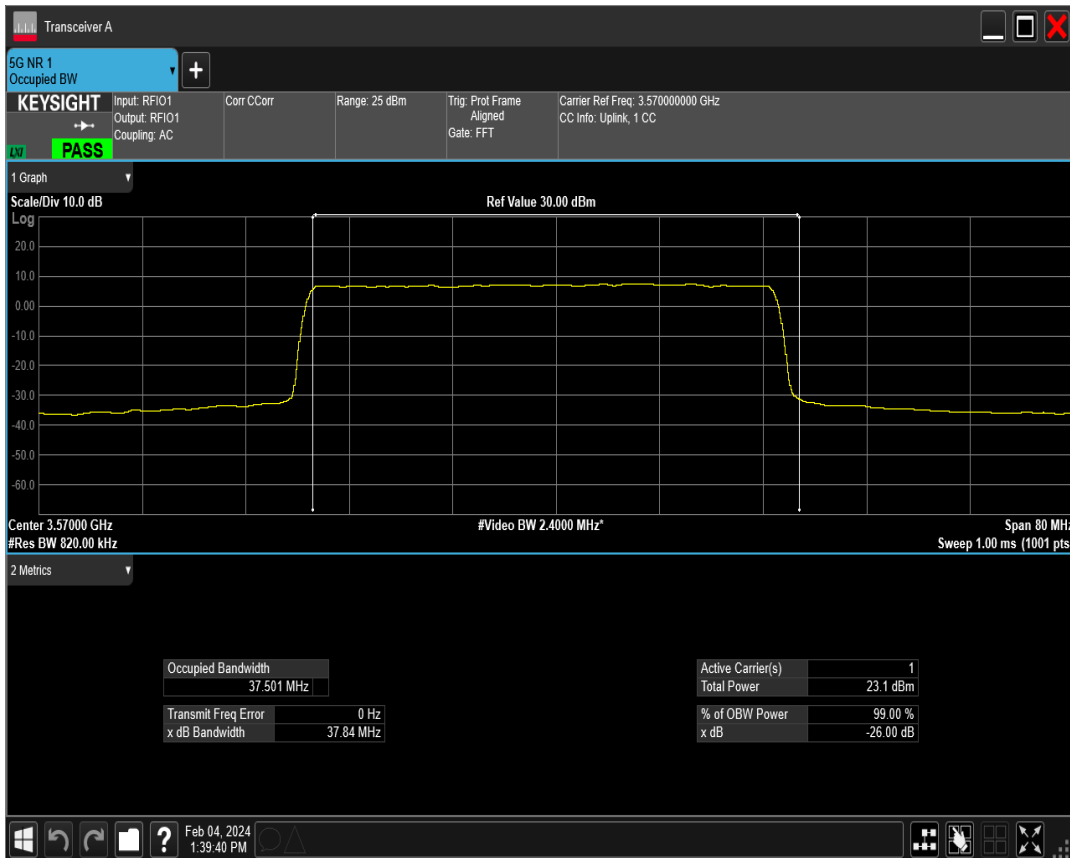 Transceiver A
5G NR 1
Occupied BW
+
KEYSIGHT
LXI
PASS
Input: RFIO1
Output: RFIO1
Coupling: AC
Corr CCorr
Range: 25 dBm
Trig: Prot Frame
Aligned
Gate: FFT
Carrier Ref Freq: 3.570000000 GHz
CC Info: Uplink, 1 CC
1 Graph
Scale/Div 10.0 dB
Ref Value 30.00 dBm
Log
20.0
10.0
0.00
-10.0
-20.0
-30.0
-40.0
-50.0
-60.0
Center 3.57000 GHz
#Video BW 2.4000 MHz*
Span 80 MHz
#Res BW 820.00 kHz
Sweep 1.00 ms (1001 pts
2 Metrics
Occupied Bandwidth
37.501 MHz
Transmit Freq Error 0 Hz
x dB Bandwidth 37.84 MHz
Active Carrier(s) 1
Total Power 23.1 dBm
% of OBW Power 99.00 %
x dB -26.00 dB
?
Feb 04, 2024
1:39:40 PM